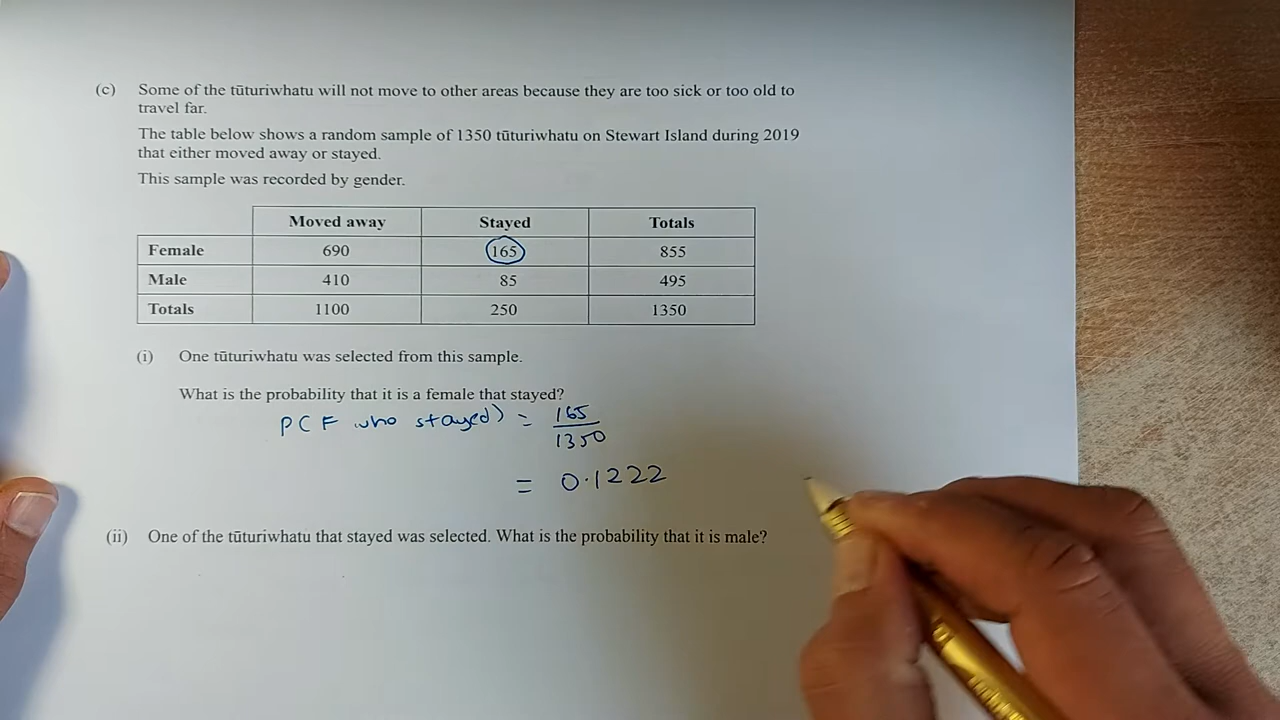 (c) Some of the tūturiwhatu will not move to other areas because they are too sick or too old to
travel far.
The table below shows a random sample of 1350 tūturiwhatu on Stewart Island during 2019
that either moved away or stayed.
This sample was recorded by gender.
Moved away Stayed Totals
Female 690 165 855
Male 410 85 495
Totals 1100 250 1350
(i) One tūturiwhatu was selected from this sample.
What is the probability that it is a female that stayed?
P(F who stayed) = 165/1350
= 0.1222
(ii) One of the tūturiwhatu that stayed was selected. What is the probability that it is male?